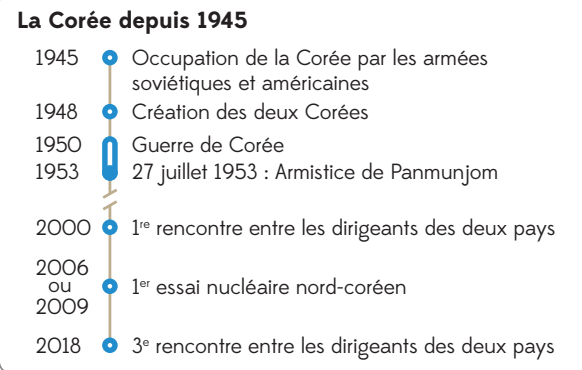 La Corée depuis 1945
1945 Occupation de la Corée par les armées
soviétiques et américaines
1948 Création des deux Corées
1950 Guerre de Corée
1953 27 juillet 1953 : Armistice de Panmunjom
2000 1re rencontre entre les dirigeants des deux pays
2006
ou 1er essai nucléaire nord-coréen
2009
2018 3e rencontre entre les dirigeants des deux pays